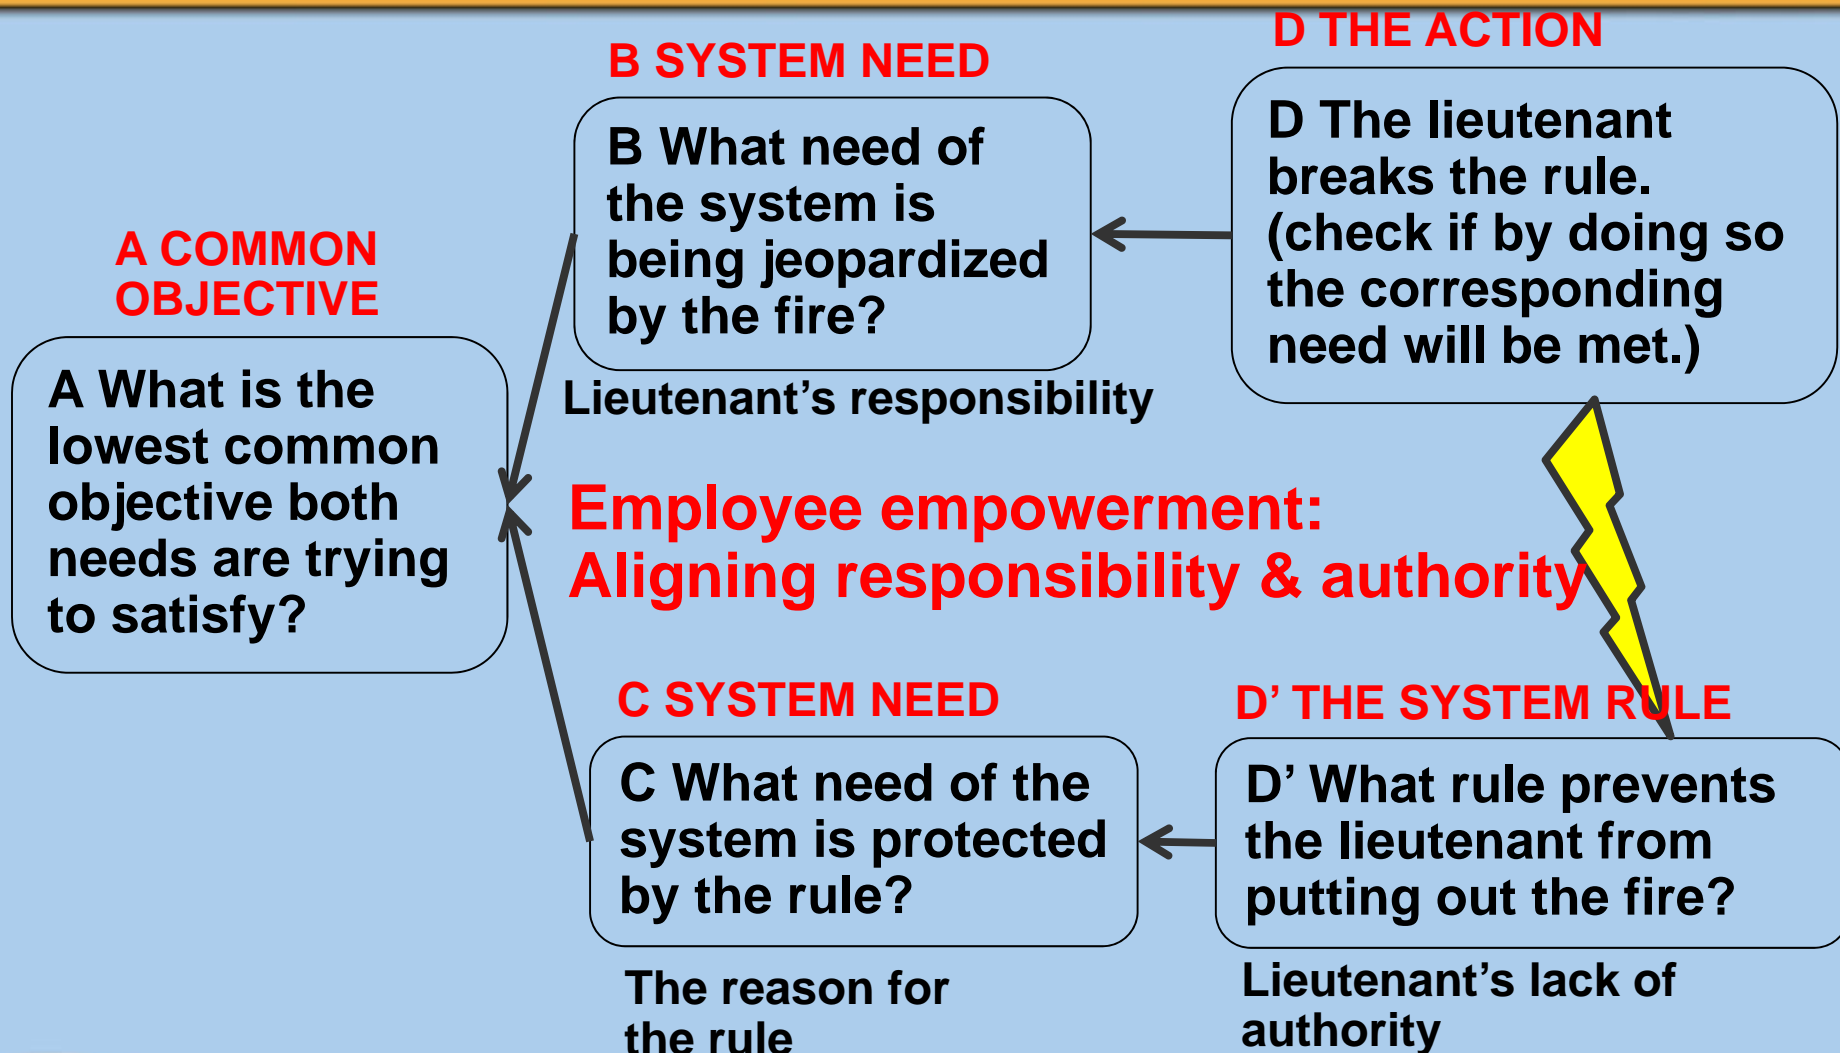 A COMMON
OBJECTIVE
A What is the
lowest common
objective both
needs are trying
to satisfy?
B SYSTEM NEED
B What need of
the system is
being jeopardized
by the fire?
Lieutenant’s responsibility
D THE ACTION
D The lieutenant
breaks the rule.
(check if by doing so
the corresponding
need will be met.)
Employee empowerment:
Aligning responsibility & authority
C SYSTEM NEED
C What need of the
system is protected
by the rule?
The reason for
the rule
D’ THE SYSTEM RULE
D’ What rule prevents
the lieutenant from
putting out the fire?
Lieutenant’s lack of
authority